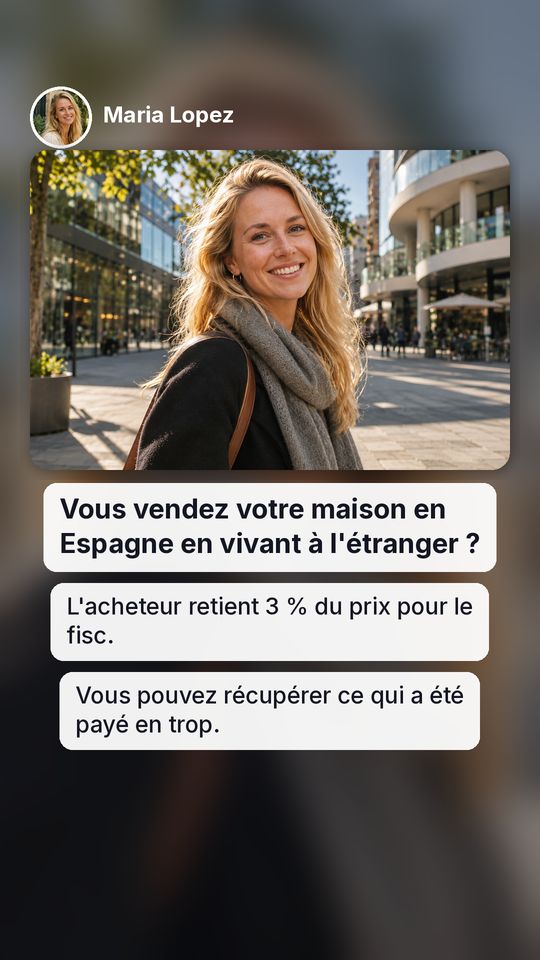 Maria Lopez
Vous vendez votre maison en
Espagne en vivant à l'étranger ?
L'acheteur retient 3 % du prix pour le
fisc.
Vous pouvez récupérer ce qui a été
payé en trop.